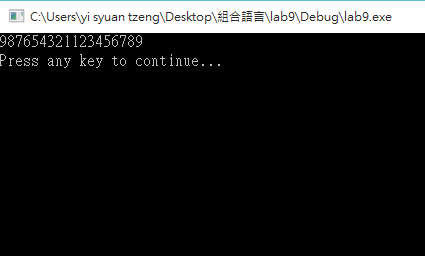 C:\Users\yi syuan tzeng\Desktop\組合語言\lab9\Debug\lab9.exe
987654321123456789
Press any key to continue...